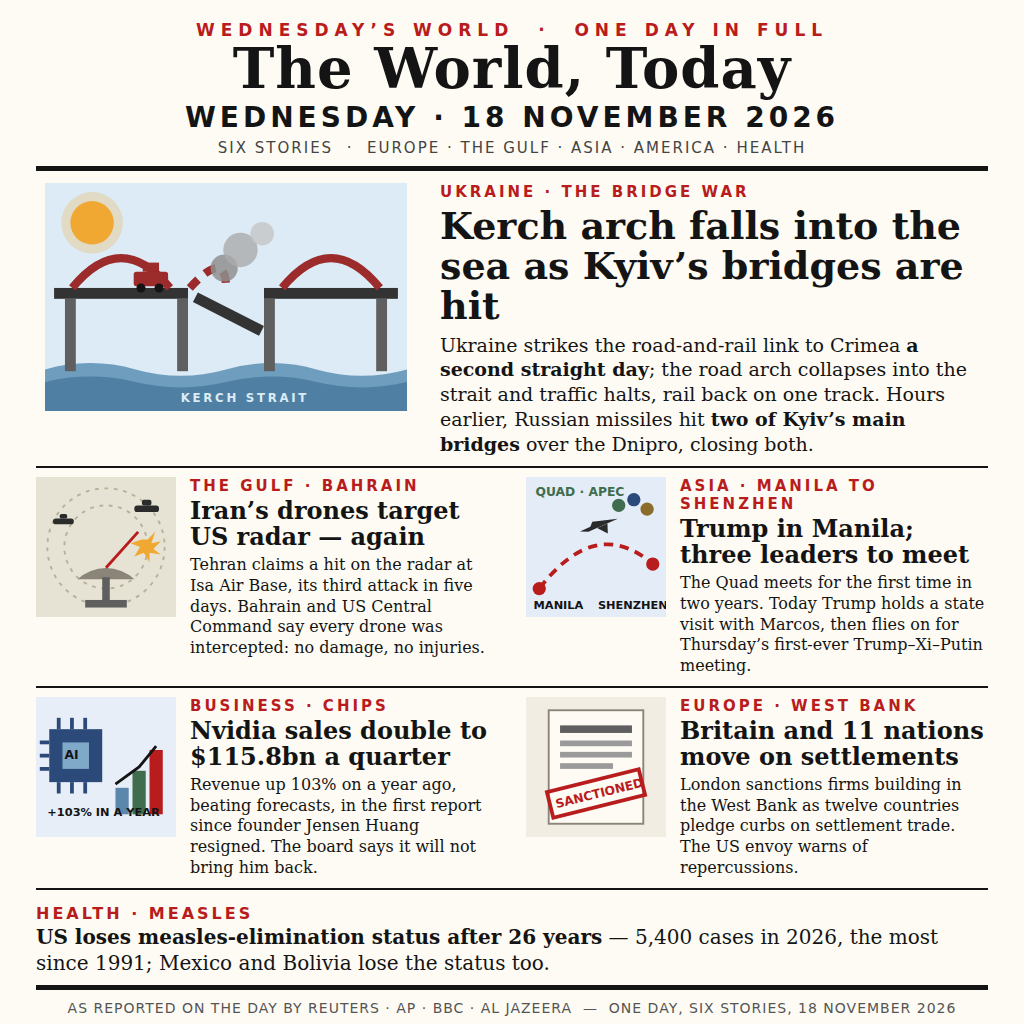 WEDNESDAY’S WORLD · ONE DAY IN FULL
The World, Today
WEDNESDAY · 18 NOVEMBER 2026
SIX STORIES · EUROPE · THE GULF · ASIA · AMERICA · HEALTH
KERCH STRAIT
UKRAINE · THE BRIDGE WAR
Kerch arch falls into the
sea as Kyiv’s bridges are
hit
Ukraine strikes the road-and-rail link to Crimea a
second straight day; the road arch collapses into the
strait and traffic halts, rail back on one track. Hours
earlier, Russian missiles hit two of Kyiv’s main
bridges over the Dnipro, closing both.
THE GULF · BAHRAIN
Iran’s drones target
US radar — again
Tehran claims a hit on the radar at
Isa Air Base, its third attack in five
days. Bahrain and US Central
Command say every drone was
intercepted: no damage, no injuries.
QUAD · APEC
MANILA SHENZHEN
ASIA · MANILA TO
SHENZHEN
Trump in Manila;
three leaders to meet
The Quad meets for the first time in
two years. Today Trump holds a state
visit with Marcos, then flies on for
Thursday’s first-ever Trump–Xi–Putin
meeting.
AI
+103% IN A YEAR
BUSINESS · CHIPS
Nvidia sales double to
$115.8bn a quarter
Revenue up 103% on a year ago,
beating forecasts, in the first report
since founder Jensen Huang
resigned. The board says it will not
bring him back.
SANCTIONED
EUROPE · WEST BANK
Britain and 11 nations
move on settlements
London sanctions firms building in
the West Bank as twelve countries
pledge curbs on settlement trade.
The US envoy warns of
repercussions.
HEALTH · MEASLES
US loses measles-elimination status after 26 years — 5,400 cases in 2026, the most
since 1991; Mexico and Bolivia lose the status too.
AS REPORTED ON THE DAY BY REUTERS · AP · BBC · AL JAZEERA — ONE DAY, SIX STORIES, 18 NOVEMBER 2026